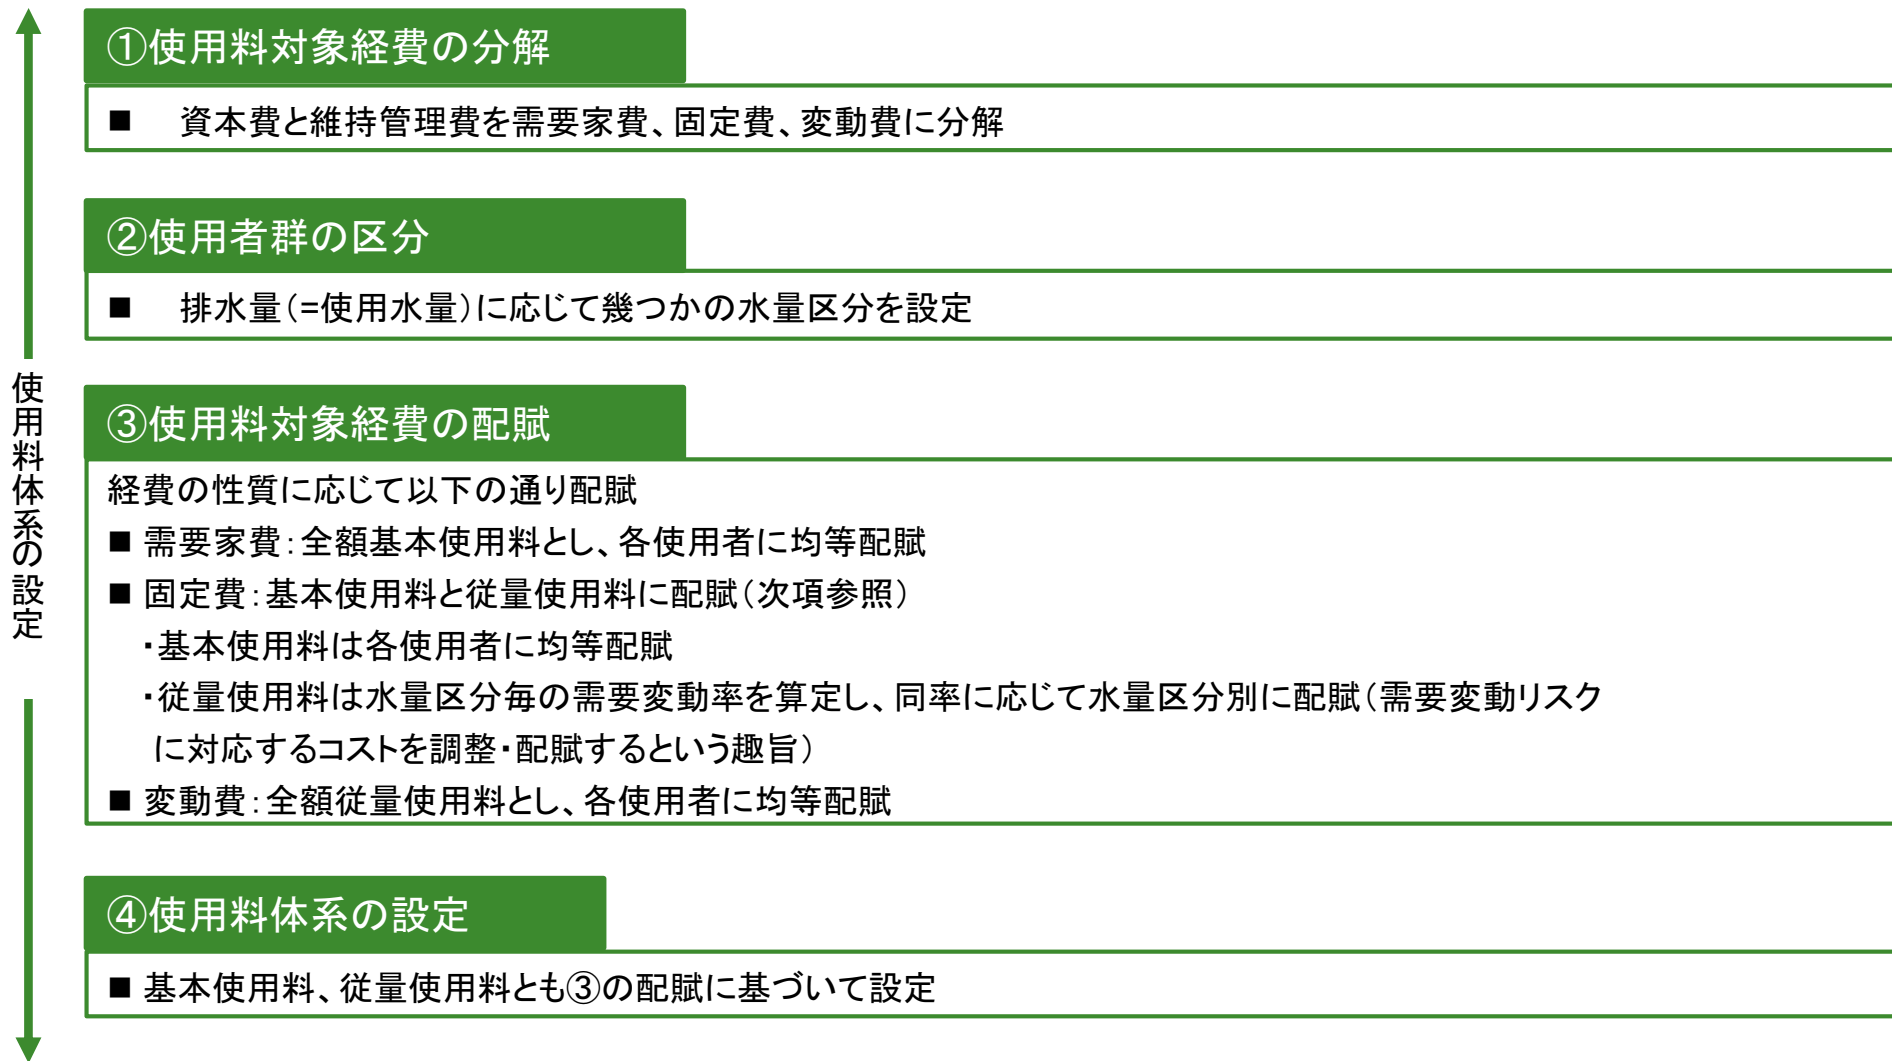 ①使用料対象経費の分解
■ 資本費と維持管理費を需要家費、固定費、変動費に分解
②使用者群の区分
■ 排水量（=使用水量）に応じて幾つかの水量区分を設定
使用料体系の設定
③使用料対象経費の配賦
経費の性質に応じて以下の通り配賦
■ 需要家費：全額基本使用料とし、各使用者に均等配賦
■ 固定費：基本使用料と従量使用料に配賦（次項参照）
・基本使用料は各使用者に均等配賦
・従量使用料は水量区分毎の需要変動率を算定し、同率に応じて水量区分別に配賦（需要変動リスク
に対応するコストを調整・配賦するという趣旨）
■ 変動費：全額従量使用料とし、各使用者に均等配賦
④使用料体系の設定
■ 基本使用料、従量使用料とも③の配賦に基づいて設定